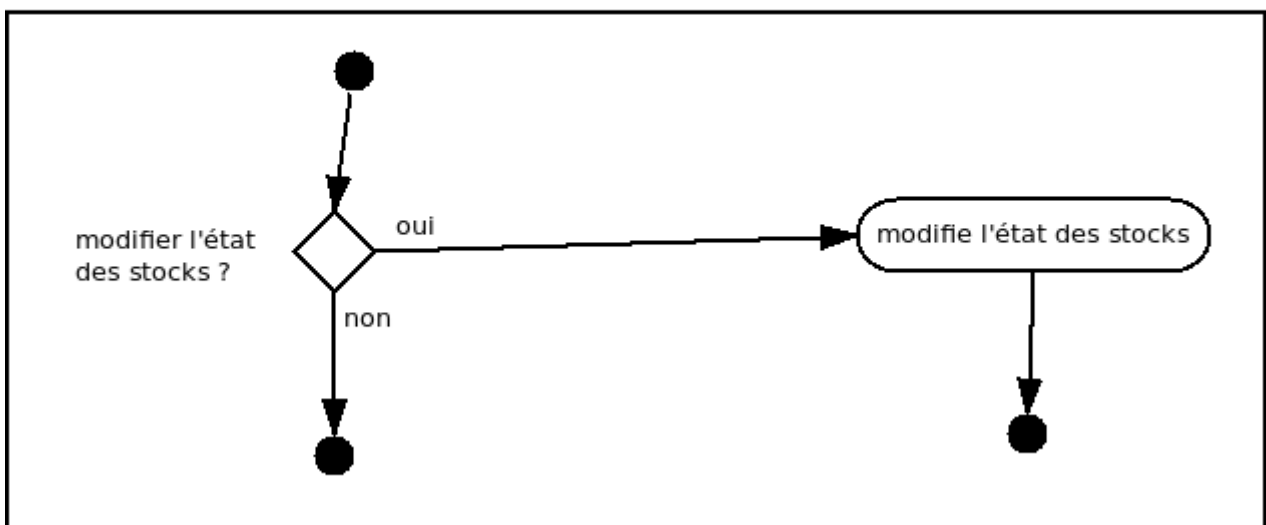 oui
modifie l'état des stocks
modifier l'état
des stocks ?
non